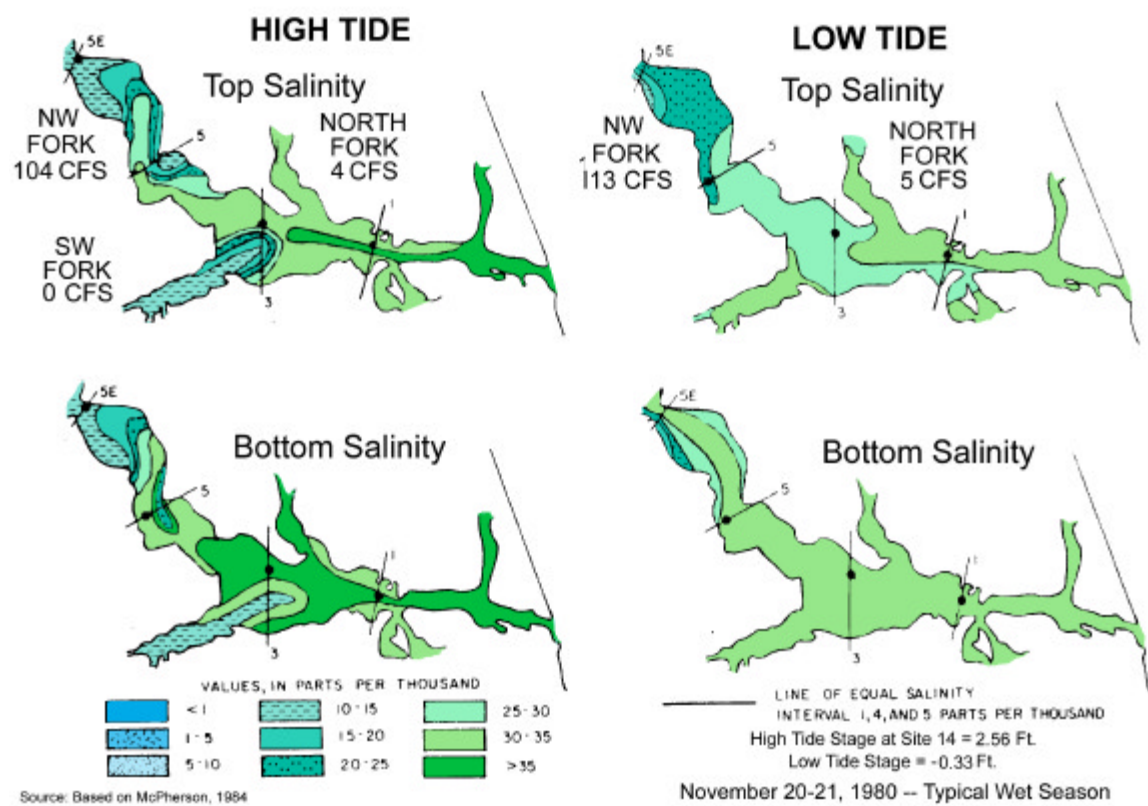 HIGH TIDE
Top Salinity
5E
NW
FORK
104 CFS
NORTH
FORK
4 CFS
5
1
SW
FORK
0 CFS
3
LOW TIDE
Top Salinity
5E
NW
FORK
113 CFS
NORTH
FORK
5 CFS
5
1
3
5E
Bottom Salinity
5
1
3
5E
Bottom Salinity
5
1
3
VALUES, IN PARTS PER THOUSAND
<1
1-5
5-10
10-15
15-20
20-25
25-30
30-35
>35
LINE OF EQUAL SALINITY
INTERVAL 1, 4, AND 5 PARTS PER THOUSAND
High Tide Stage at Site 14 = 2.56 Ft.
Low Tide Stage = -0.33 Ft.
Source: Based on McPherson, 1984
November 20-21, 1980 -- Typical Wet Season